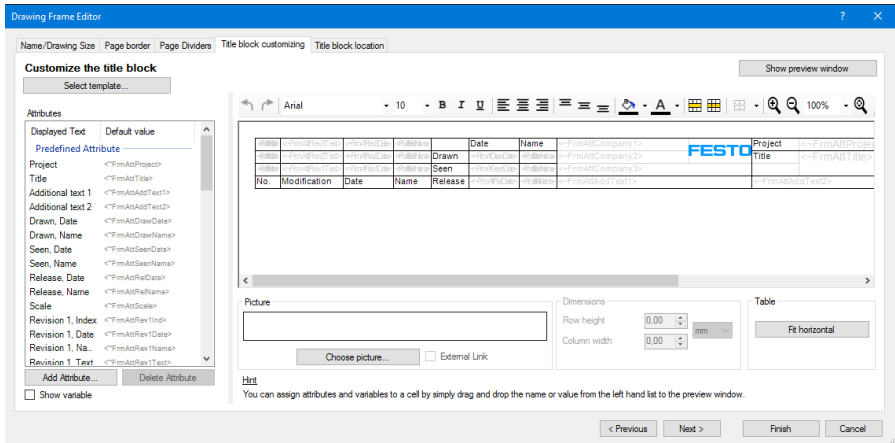 Drawing Frame Editor
? X
Name/Drawing Size Page border Page Dividers Title block customizing Title block location
Customize the title block
Select template...
Show preview window
Attributes
Displayed Text Default value
Predefined Attribute
Project <~FrmAttProject>
Title <~FrmAttTitle>
Additional text 1 <~FrmAttAddText1>
Additional text 2 <~FrmAttAddText2>
Drawn, Date <~FrmAttDrawDate>
Drawn, Name <~FrmAttDrawName>
Seen, Date <~FrmAttSeenDate>
Seen, Name <~FrmAttSeenName>
Release, Date <~FrmAttRelDate>
Release, Name <~FrmAttRelName>
Scale <~FrmAttScale>
Revision 1, Index <~FrmAttRev1Ind>
Revision 1, Date <~FrmAttRev1Date>
Revision 1, Na... <~FrmAttRev1Name>
Revision 1, Text <~FrmAttRev1Text>
Add Attribute... Delete Attribute
Show variable
Arial 10 B I U A 100%
Date Name <~FrmAttCompany1> FESTO Project <~FrmAttProje
Drawn <~FrmAttCompany2> Title <~FrmAttTitle>
Seen <~FrmAttCompany3>
No. Modification Date Name Release <~FrmAttAddText1> <~FrmAttAddText2>
Picture
Choose picture... External Link
Dimensions
Row height 0,00
mm
Column width 0,00
Table
Fit horizontal
Hint
You can assign attributes and variables to a cell by simply drag and drop the name or value from the left hand list to the preview window.
< Previous Next > Finish Cancel